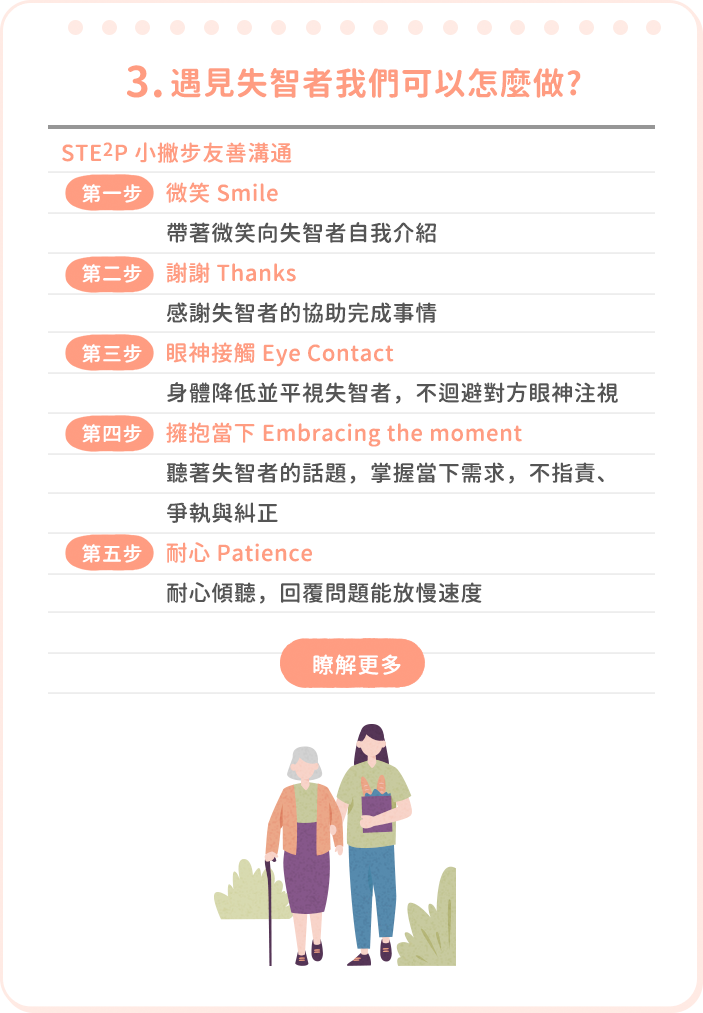 3. 遇見失智者我們可以怎麼做?
STE²P 小撇步友善溝通
第一步 微笑 Smile
帶著微笑向失智者自我介紹
第二步 謝謝 Thanks
感謝失智者的協助完成事情
第三步 眼神接觸 Eye Contact
身體降低並平視失智者，不迴避對方眼神注視
第四步 擁抱當下 Embracing the moment
聽著失智者的話題，掌握當下需求，不指責、
爭執與糾正
第五步 耐心 Patience
耐心傾聽，回覆問題能放慢速度
瞭解更多